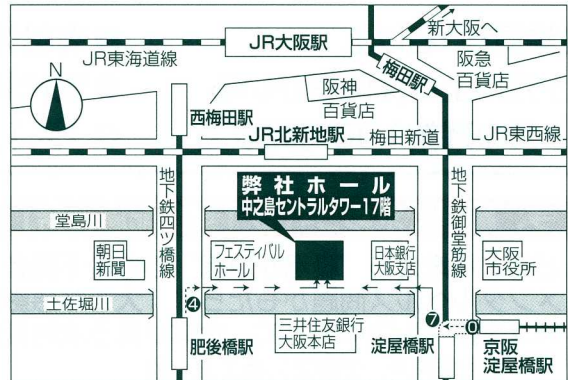 新大阪へ
JR大阪駅
JR東海道線
梅田駅
阪急
百貨店
N
阪神
百貨店
西梅田駅
JR北新地駅
梅田新道
JR東西線
地下鉄四ツ橋線
弊社ホール
中之島セントラルタワー17階
地下鉄御堂筋線
堂島川
朝日
新聞
フェスティバル
ホール
日本銀行
大阪支店
大阪
市役所
土佐堀川
4
7
0
三井住友銀行
大阪本店
肥後橋駅
淀屋橋駅
京阪
淀屋橋駅